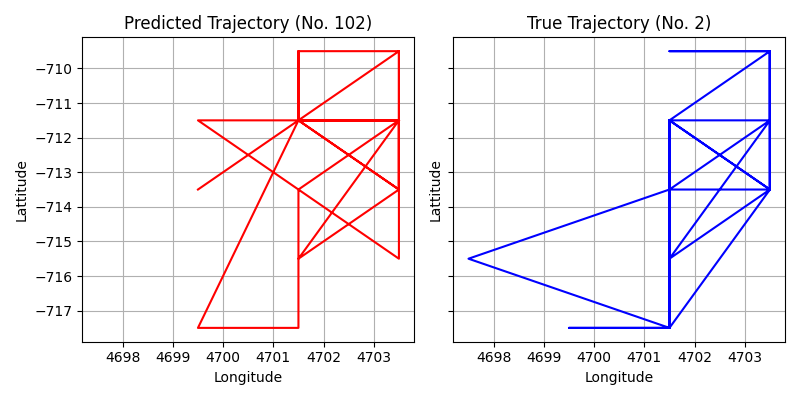 Predicted Trajectory (No. 102)
True Trajectory (No. 2)
Lattitude
−710
−711
−712
−713
−714
−715
−716
−717
Lattitude
4698 4699 4700 4701 4702 4703
4698 4699 4700 4701 4702 4703
Longitude
Longitude